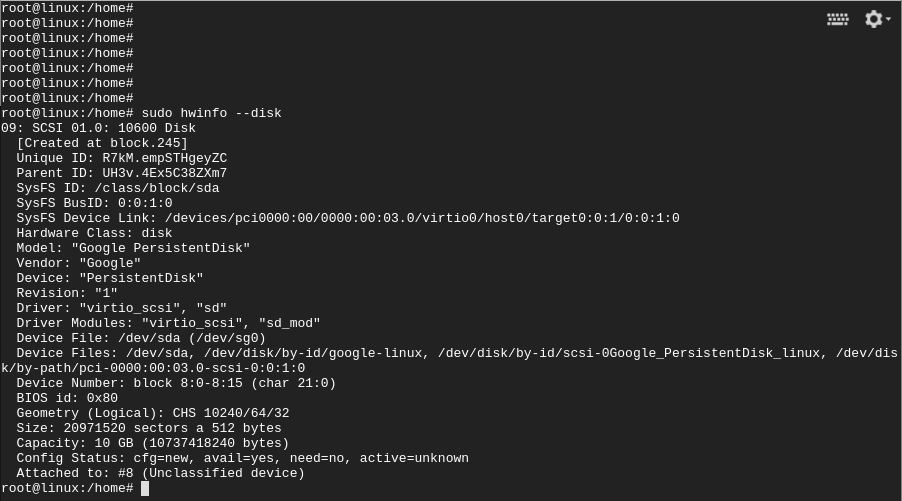 root@linux:/home#
root@linux:/home#
root@linux:/home#
root@linux:/home#
root@linux:/home#
root@linux:/home#
root@linux:/home#
root@linux:/home# sudo hwinfo --disk
09: SCSI 01.0: 10600 Disk
  [Created at block.245]
  Unique ID: R7kM.empSTHgeyZC
  Parent ID: UH3v.4Ex5C38ZXm7
  SysFS ID: /class/block/sda
  SysFS BusID: 0:0:1:0
  SysFS Device Link: /devices/pci0000:00/0000:00:03.0/virtio0/host0/target0:0:1/0:0:1:0
  Hardware Class: disk
  Model: "Google PersistentDisk"
  Vendor: "Google"
  Device: "PersistentDisk"
  Revision: "1"
  Driver: "virtio_scsi", "sd"
  Driver Modules: "virtio_scsi", "sd_mod"
  Device File: /dev/sda (/dev/sg0)
  Device Files: /dev/sda, /dev/disk/by-id/google-linux, /dev/disk/by-id/scsi-0Google_PersistentDisk_linux, /dev/dis
k/by-path/pci-0000:00:03.0-scsi-0:0:1:0
  Device Number: block 8:0-8:15 (char 21:0)
  BIOS id: 0x80
  Geometry (Logical): CHS 10240/64/32
  Size: 20971520 sectors a 512 bytes
  Capacity: 10 GB (10737418240 bytes)
  Config Status: cfg=new, avail=yes, need=no, active=unknown
  Attached to: #8 (Unclassified device)
root@linux:/home#